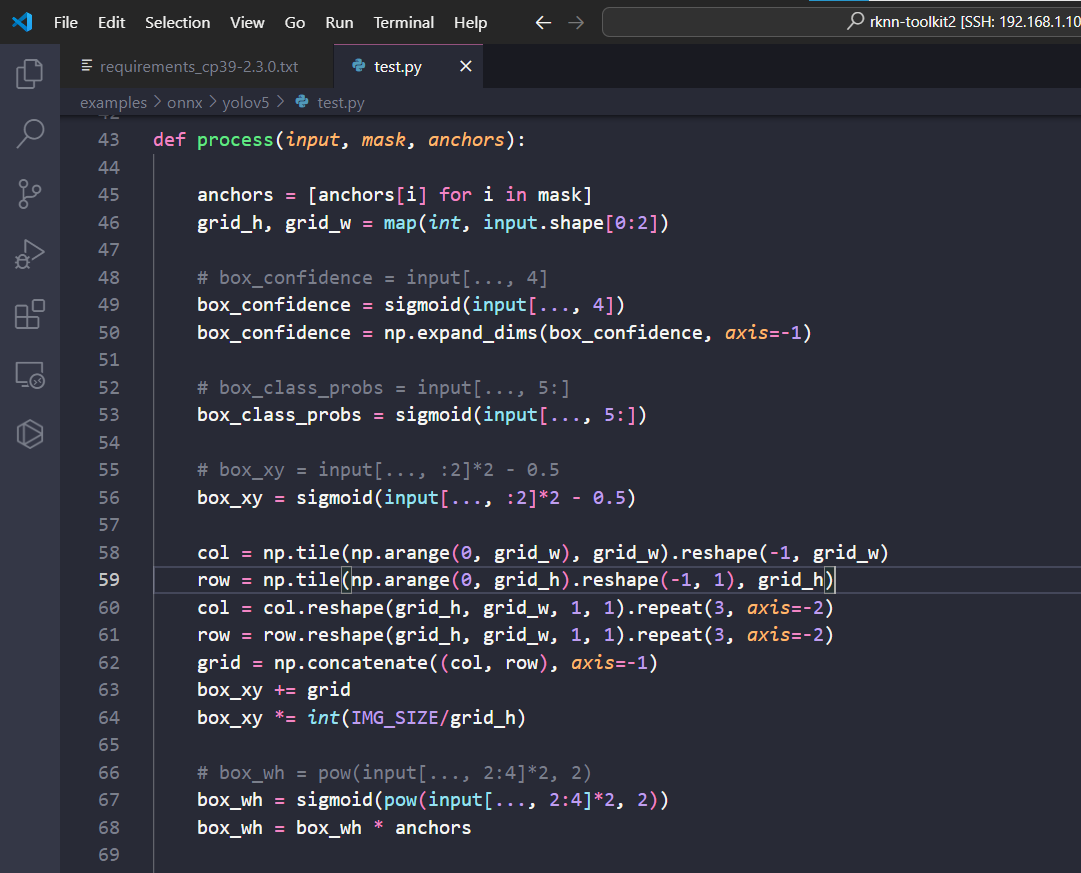 File Edit Selection View Go Run Terminal Help rknn-toolkit2 [SSH: 192.168.1.10
requirements_cp39-2.3.0.txt test.py
examples > onnx > yolov5 > test.py
42
43 def process(input, mask, anchors):
44
45 anchors = [anchors[i] for i in mask]
46 grid_h, grid_w = map(int, input.shape[0:2])
47
48 # box_confidence = input[..., 4]
49 box_confidence = sigmoid(input[..., 4])
50 box_confidence = np.expand_dims(box_confidence, axis=-1)
51
52 # box_class_probs = input[..., 5:]
53 box_class_probs = sigmoid(input[..., 5:])
54
55 # box_xy = input[..., :2]*2 - 0.5
56 box_xy = sigmoid(input[..., :2]*2 - 0.5)
57
58 col = np.tile(np.arange(0, grid_w), grid_w).reshape(-1, grid_w)
59 row = np.tile(np.arange(0, grid_h).reshape(-1, 1), grid_h)
60 col = col.reshape(grid_h, grid_w, 1, 1).repeat(3, axis=-2)
61 row = row.reshape(grid_h, grid_w, 1, 1).repeat(3, axis=-2)
62 grid = np.concatenate((col, row), axis=-1)
63 box_xy += grid
64 box_xy *= int(IMG_SIZE/grid_h)
65
66 # box_wh = pow(input[..., 2:4]*2, 2)
67 box_wh = sigmoid(pow(input[..., 2:4]*2, 2))
68 box_wh = box_wh * anchors
69